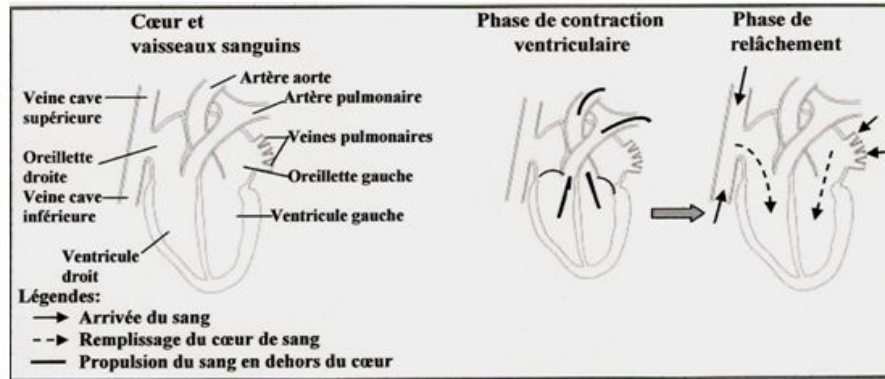 Cœur et
vaisseaux sanguins
Phase de contraction
ventriculaire
Phase de
relâchement
Artère aorte
Veine cave
supérieure
Artère pulmonaire
Veines pulmonaires
Oreillette
droite
Oreillette gauche
Veine cave
inférieure
Ventricule gauche
Ventricule
droit
Légendes:
Arrivée du sang
Remplissage du cœur de sang
Propulsion du sang en dehors du cœur